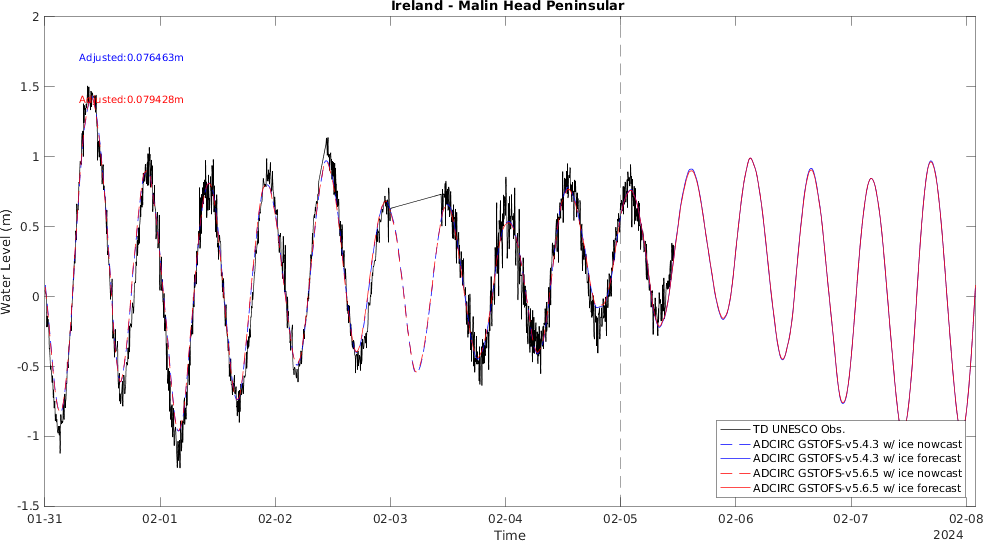 Ireland - Malin Head Peninsular
2
1.5
1
0.5
0
-0.5
-1
-1.5
Water Level (m)
Adjusted:0.076463m
Adjusted:0.079428m
TD UNESCO Obs.
ADCIRC GSTOFS-v5.4.3 w/ ice nowcast
ADCIRC GSTOFS-v5.4.3 w/ ice forecast
ADCIRC GSTOFS-v5.6.5 w/ ice nowcast
ADCIRC GSTOFS-v5.6.5 w/ ice forecast
01-31 02-01 02-02 02-03 02-04 02-05 02-06 02-07 02-08
Time
2024